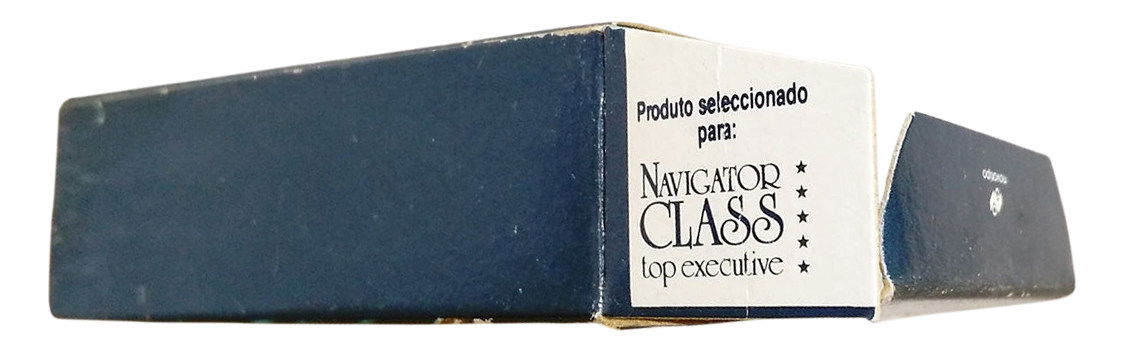 Produto seleccionado
para:
NAVIGATOR
CLASS
top executive